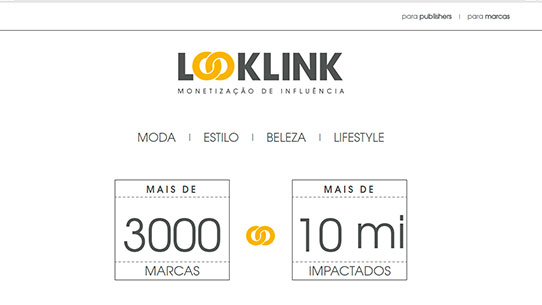 para publishers | para marcas
LOOKLINK
MONETIZAÇÃO DE INFLUÊNCIA
MODA | ESTILO | BELEZA | LIFESTYLE
MAIS DE
3000
MARCAS
MAIS DE
10 mi
IMPACTADOS